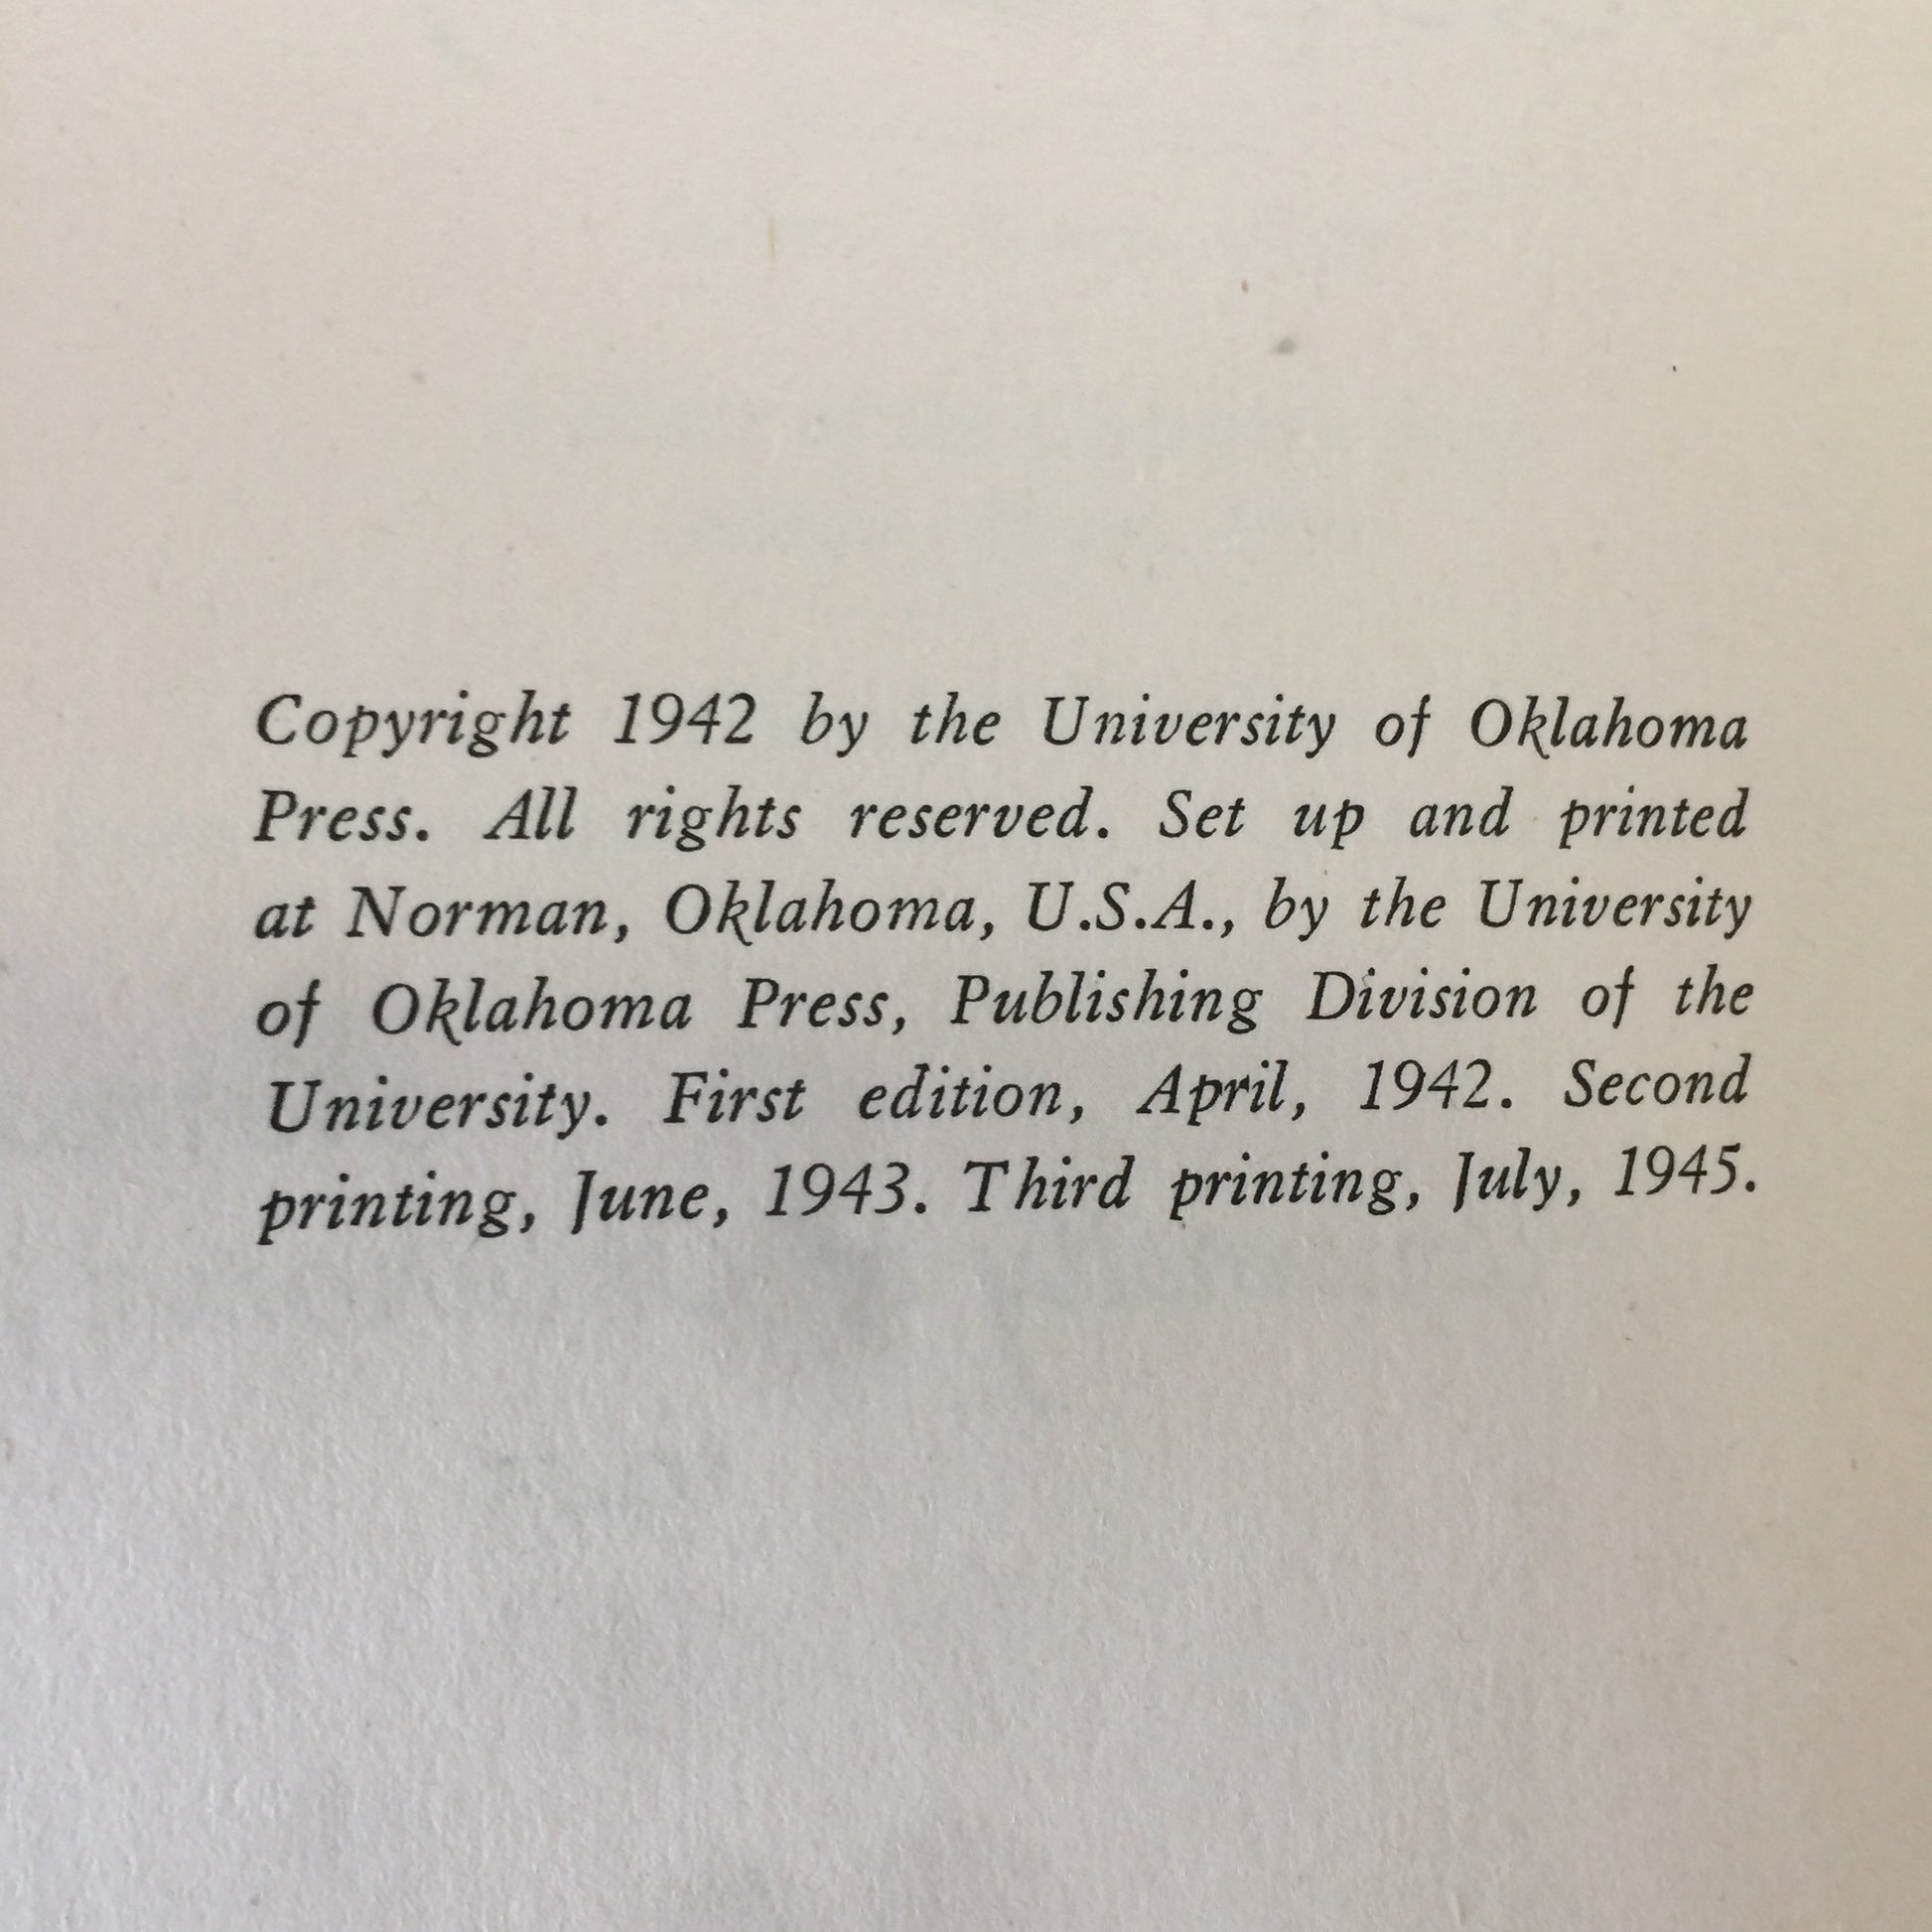 Copyright 1942 by the University of Oklahoma
Press. All rights reserved. Set up and printed
at Norman, Oklahoma, U.S.A., by the University
of Oklahoma Press, Publishing Division of the
University. First edition, April, 1942. Second
printing, June, 1943. Third printing, July, 1945.